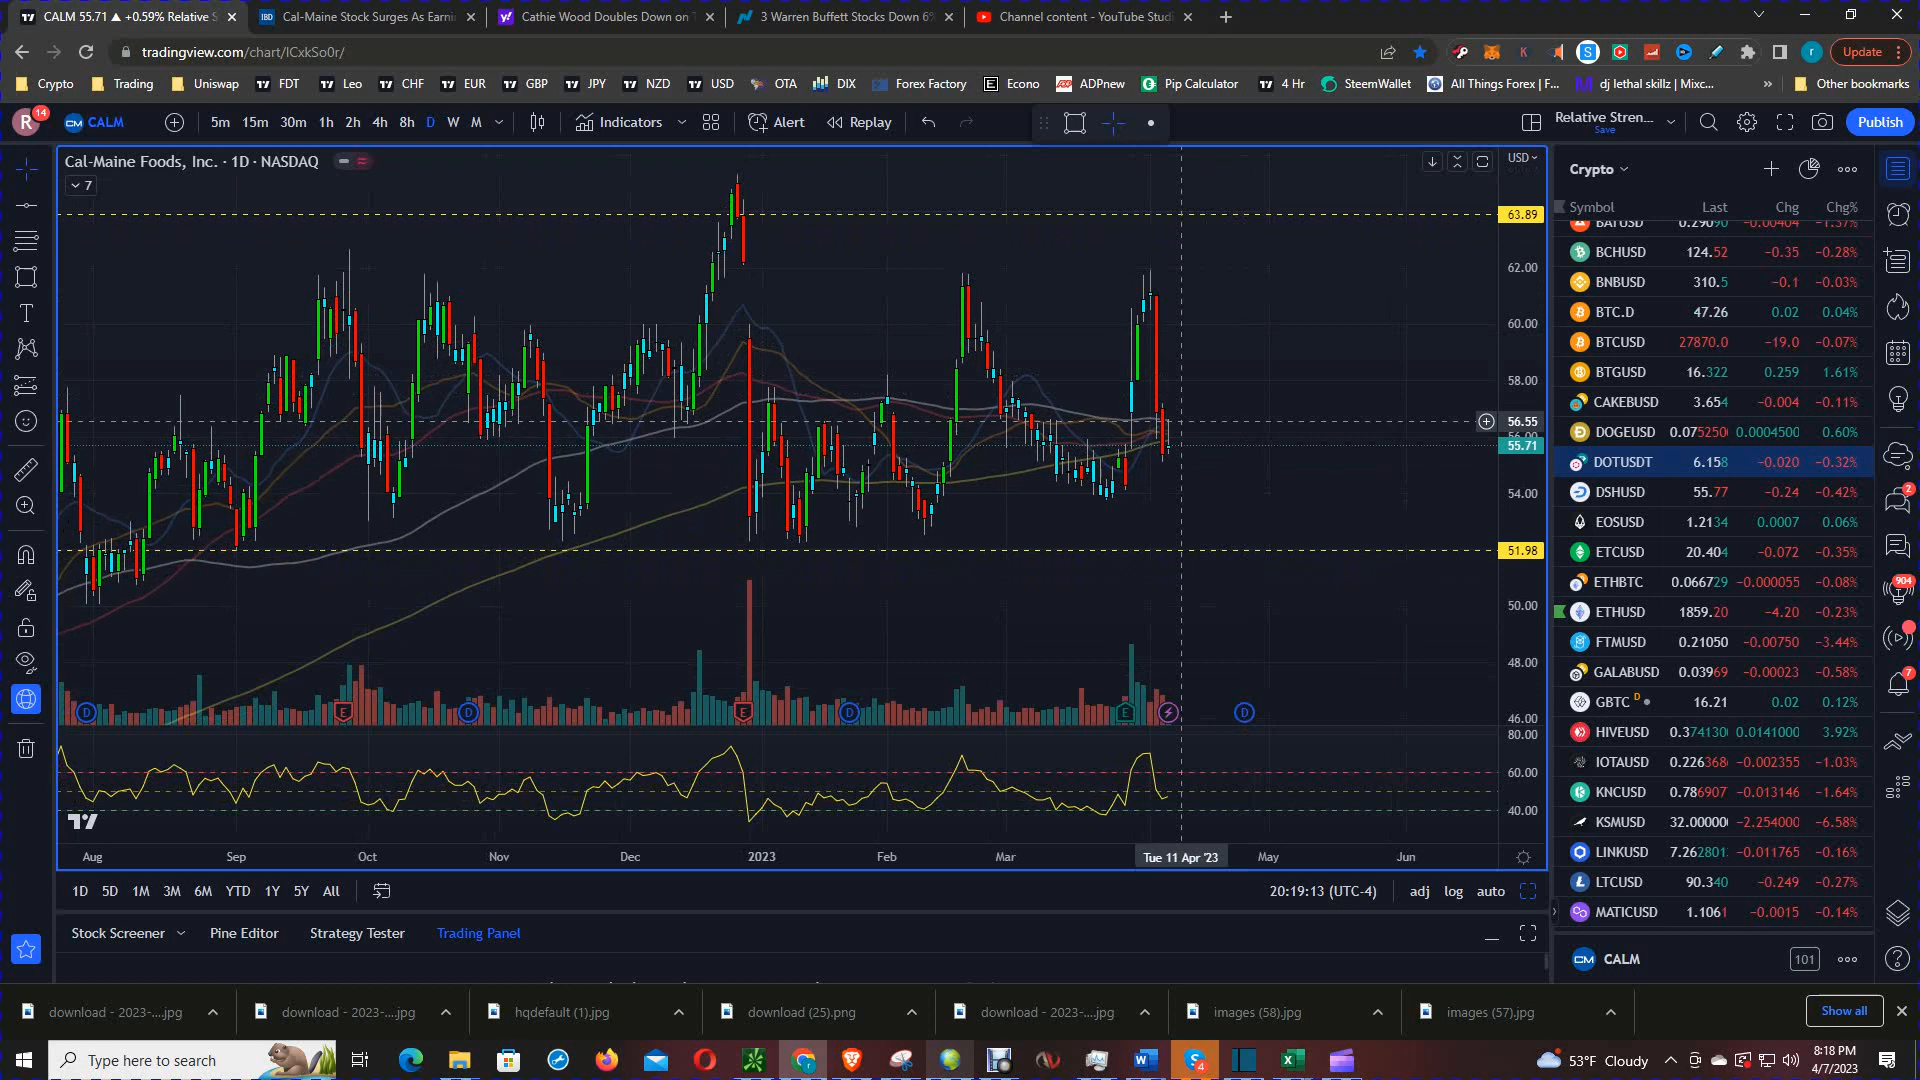 CALM 55.71 ▲ +0.59% Relative S
Cal-Maine Stock Surges As Earni
Cathie Wood Doubles Down on T
3 Warren Buffett Stocks Down 6
Channel content - YouTube Studi
tradingview.com/chart/lCxkSo0r/
Update
Crypto Trading Uniswap FDT Leo CHF EUR GBP JPY NZD USD OTA DIX Forex Factory Econo ADPnew Pip Calculator 4 Hr SteemWallet All Things Forex | F... dj lethal skillz | Mixc... » Other bookmarks
R 14 CALM 5m 15m 30m 1h 2h 4h 8h D W M Indicators Alert Replay Relative Stren... Save Publish
Cal-Maine Foods, Inc. · 1D · NASDAQ
7
USD
63.89
62.00
60.00
58.00
56.55
56.00
55.71
54.00
51.98
50.00
48.00
46.00
80.00
60.00
40.00
D E D E D E D
Aug Sep Oct Nov Dec 2023 Feb Mar Tue 11 Apr '23 May Jun
1D 5D 1M 3M 6M YTD 1Y 5Y All 20:19:13 (UTC-4) adj log auto
Stock Screener Pine Editor Strategy Tester Trading Panel
Crypto
Symbol Last Chg Chg%
BATUSD 0.29090 −0.00404 −1.37%
BCHUSD 124.52 −0.35 −0.28%
BNBUSD 310.5 −0.1 −0.03%
BTC.D 47.26 0.02 0.04%
BTCUSD 27870.0 −19.0 −0.07%
BTGUSD 16.322 0.259 1.61%
CAKEBUSD 3.654 −0.004 −0.11%
DOGEUSD 0.0752500 0.0004500 0.60%
DOTUSDT 6.158 −0.020 −0.32%
DSHUSD 55.77 −0.24 −0.42%
EOSUSD 1.2134 0.0007 0.06%
ETCUSD 20.404 −0.072 −0.35%
ETHBTC 0.066729 −0.000055 −0.08%
ETHUSD 1859.20 −4.20 −0.23%
FTMUSD 0.21050 −0.00750 −3.44%
GALABUSD 0.03969 −0.00023 −0.58%
GBTC D 16.21 0.02 0.12%
HIVEUSD 0.3741300 0.0141000 3.92%
IOTAUSD 0.226368 −0.002355 −1.03%
KNCUSD 0.786907 −0.013146 −1.64%
KSMUSD 32.00000 −2.254000 −6.58%
LINKUSD 7.262801 −0.011765 −0.16%
LTCUSD 90.340 −0.249 −0.27%
MATICUSD 1.1061 −0.0015 −0.14%
CM CALM 101
2
904
7
download - 2023-....jpg download - 2023-....jpg hqdefault (1).jpg download (25).png download - 2023-....jpg images (58).jpg images (57).jpg Show all
Type here to search
4
53°F Cloudy
8:18 PM
4/7/2023